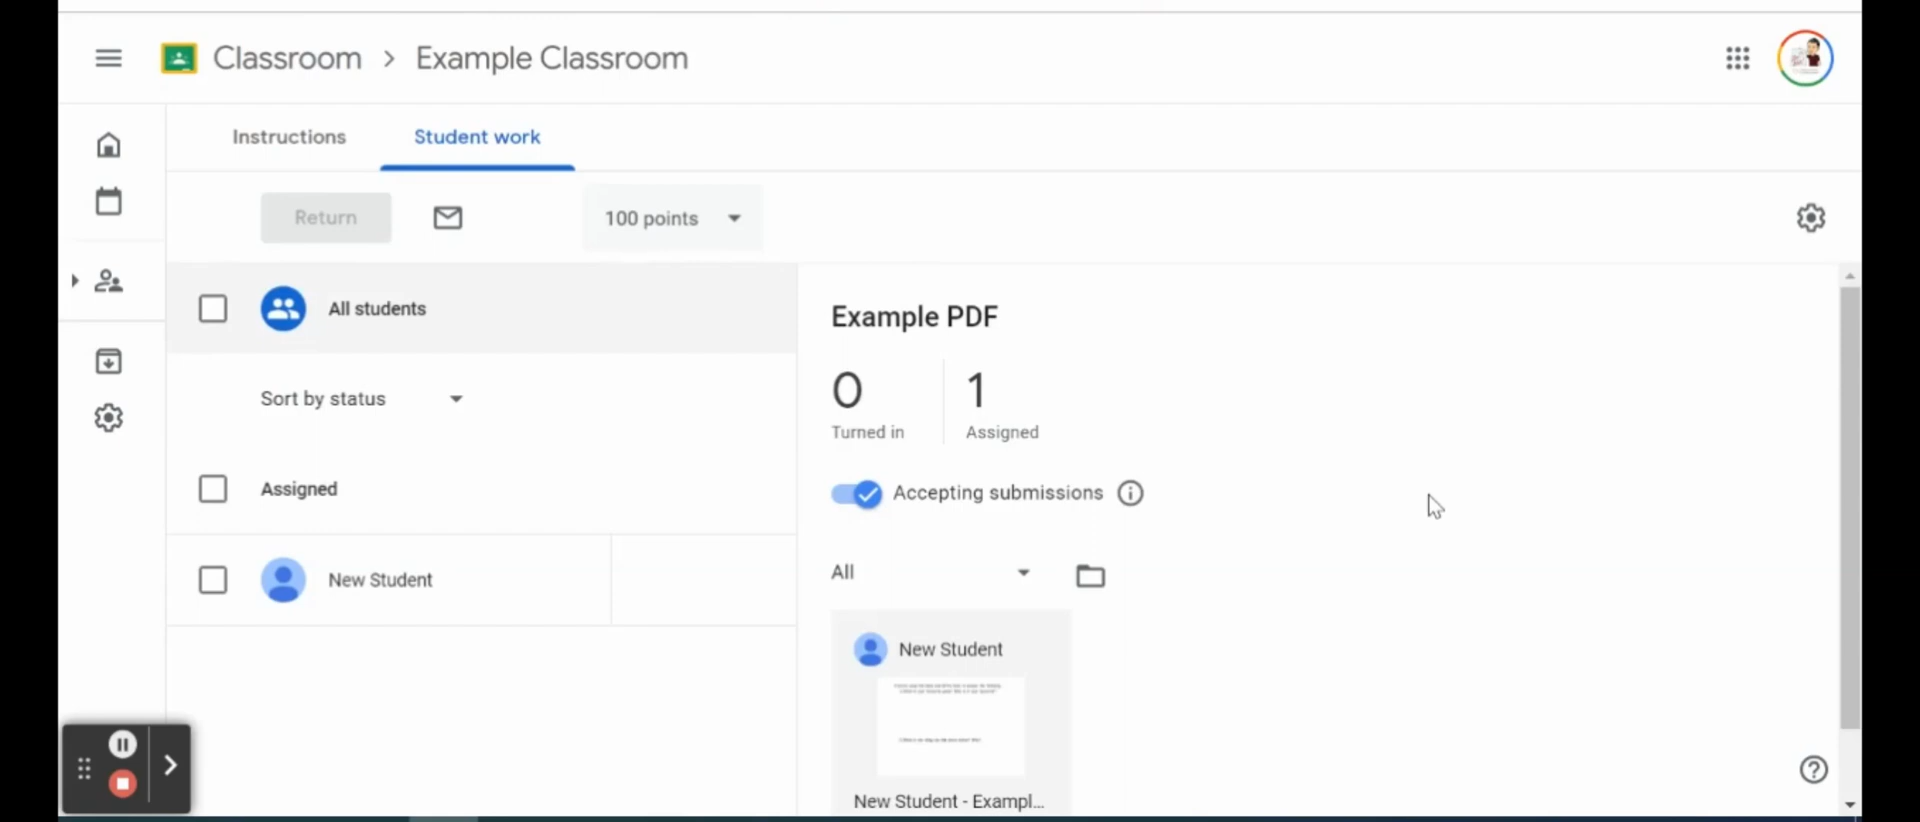 Classroom > Example Classroom
Instructions Student work
Return 100 points
All students
Sort by status
Assigned
New Student
Example PDF
0 1
Turned in Assigned
Accepting submissions
All
New Student
New Student - Exampl...